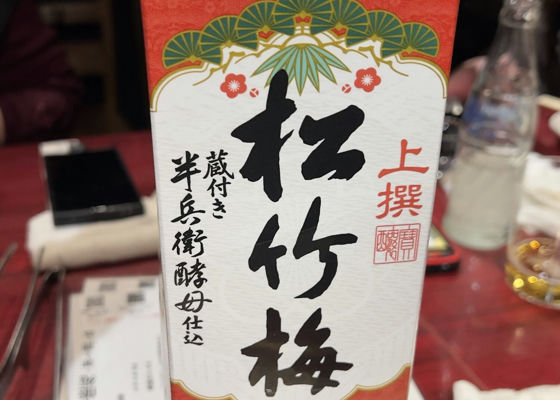 上撰
松竹梅
蔵付き
半兵衛酵母仕込